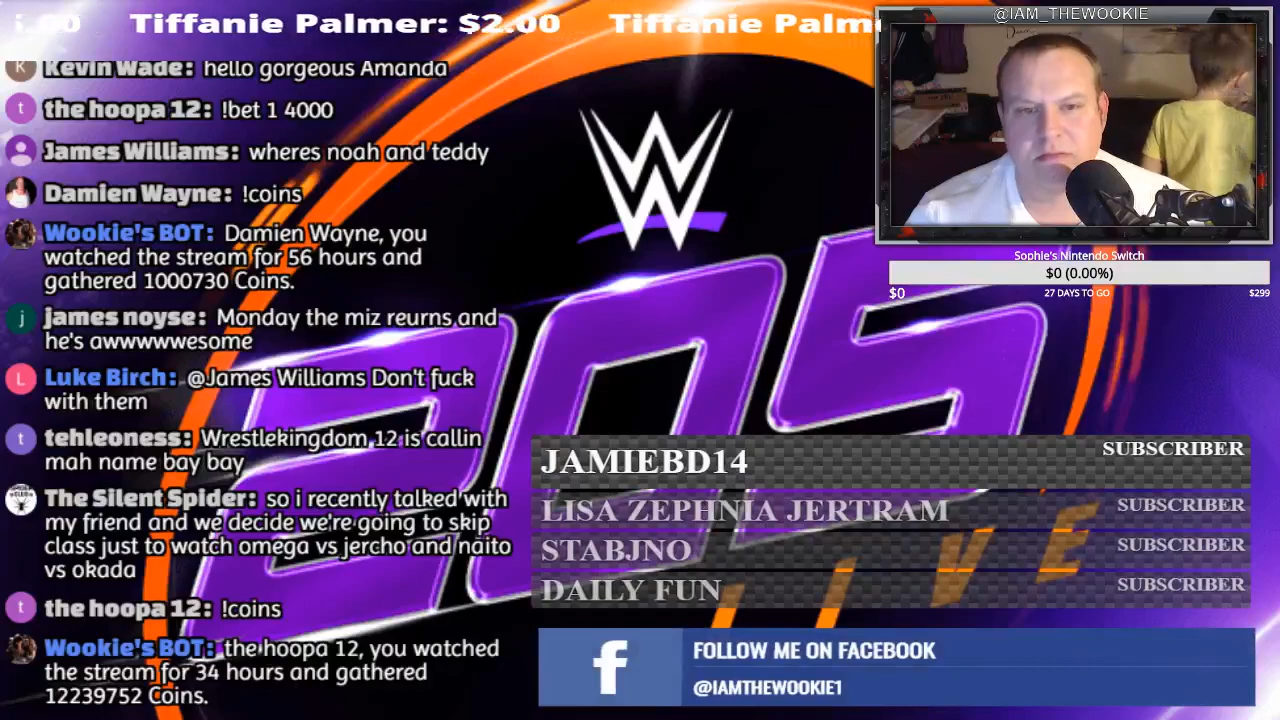 5.00 Tiffanie Palmer: $2.00 Tiffanie Palme
@IAM_THEWOOKIE
K Kevin Wade: hello gorgeous Amanda
t the hoopa 12: !bet 1 4000
James Williams: wheres noah and teddy
Damien Wayne: !coins
Wookie's BOT: Damien Wayne, you
watched the stream for 56 hours and
gathered 1000730 Coins.
j james noyse: Monday the miz reurns and
he's awwwwwesome
L Luke Birch: @James Williams Don't fuck
with them
t tehleoness: Wrestlekingdom 12 is callin
mah name bay bay
The Silent Spider: so i recently talked with
my friend and we decide we're going to skip
class just to watch omega vs jercho and naito
vs okada
t the hoopa 12: !coins
Wookie's BOT: the hoopa 12, you watched
the stream for 34 hours and gathered
12239752 Coins.
W
205
LIVE
Sophie's Nintendo Switch
$0 (0.00%)
$0 27 DAYS TO GO $299
JAMIEBD14 SUBSCRIBER
LISA ZEPHNIA JERTRAM SUBSCRIBER
STABJNO SUBSCRIBER
DAILY FUN SUBSCRIBER
f FOLLOW ME ON FACEBOOK
@IAMTHEWOOKIE1